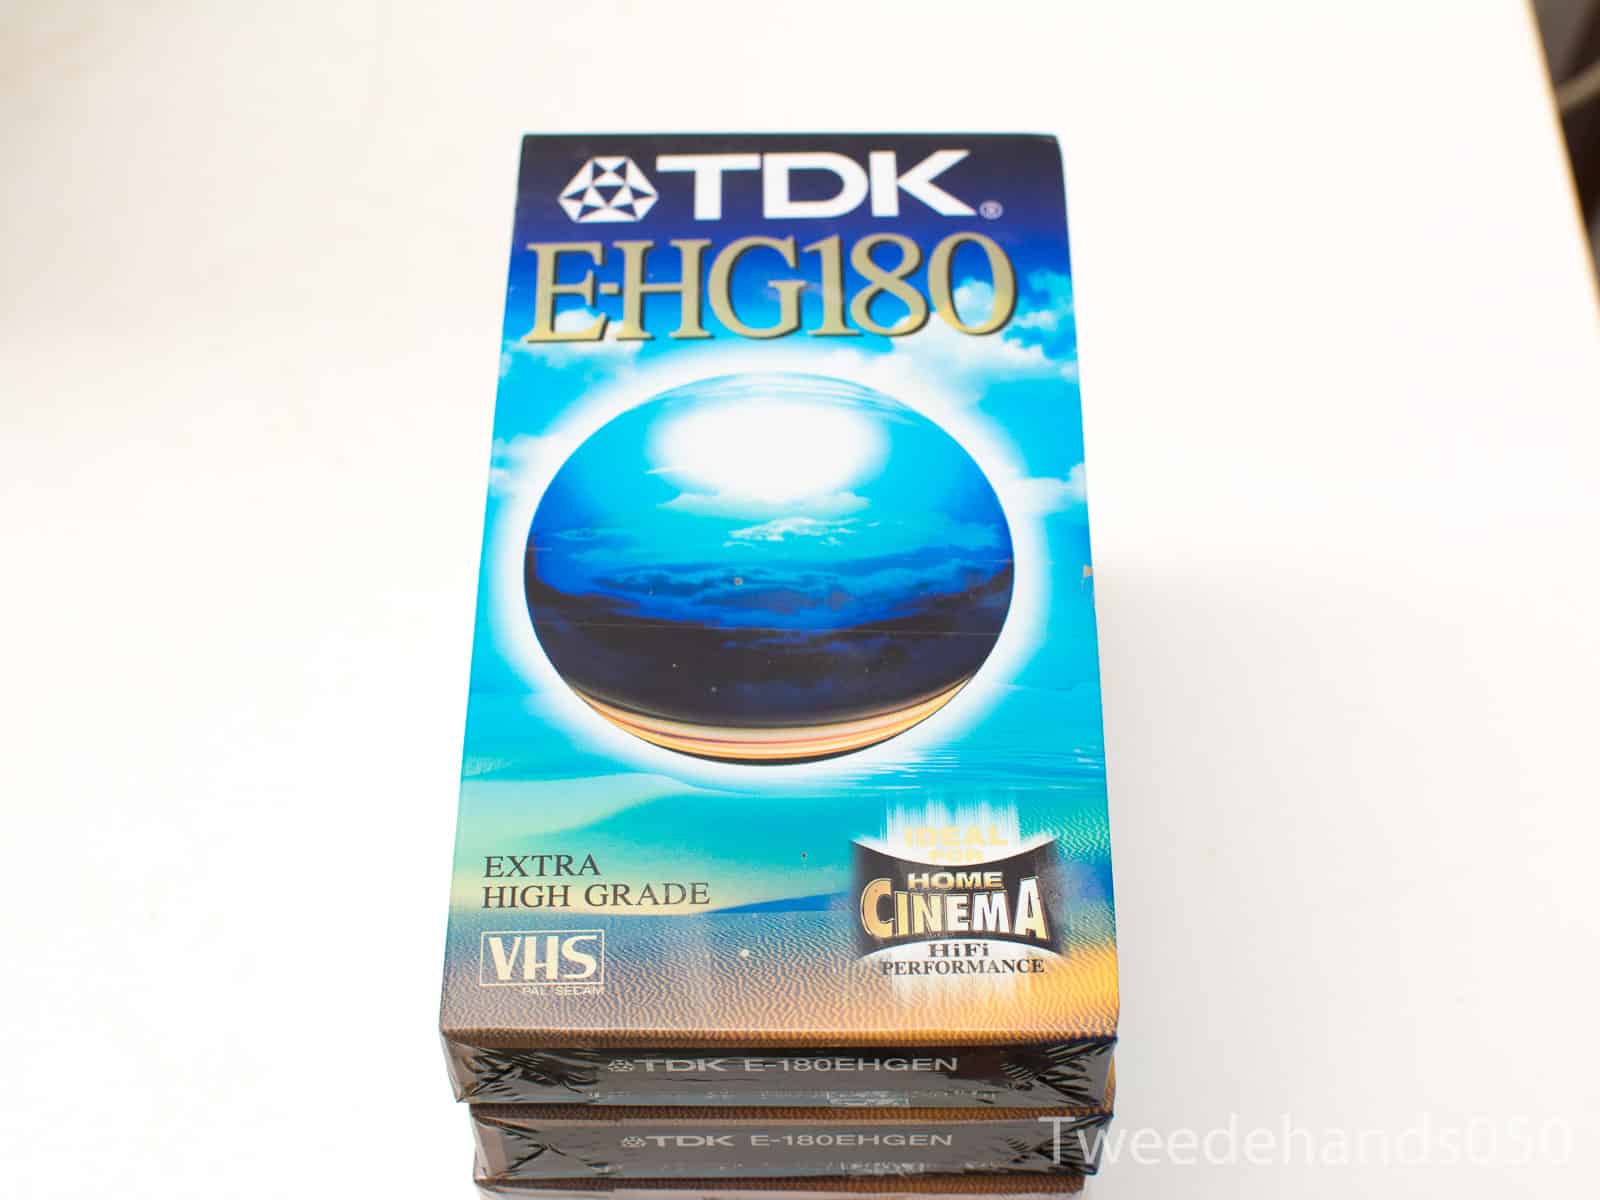 TDK®
E-HG180
EXTRA
HIGH GRADE
VHS
PAL SECAM
IDEAL
FOR
HOME
CINEMA
HiFi
PERFORMANCE
TDK E-180EHGEN
TDK E-180EHGEN
Tweedehands050